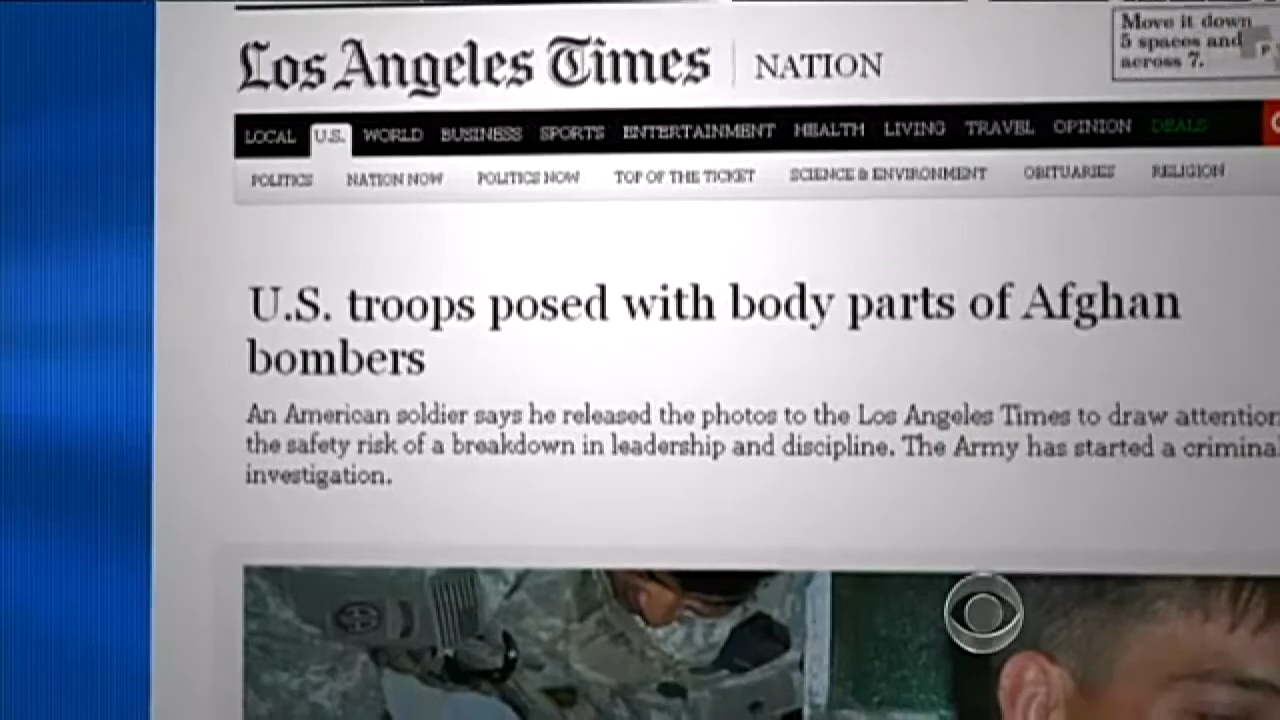 Los Angeles Times | NATION
Move it down
5 spaces and
across 7.
LOCAL U.S. WORLD BUSINESS SPORTS ENTERTAINMENT HEALTH LIVING TRAVEL OPINION DEALS
POLITICS NATION NOW POLITICS NOW TOP OF THE TICKET SCIENCE & ENVIRONMENT OBITUARIES RELIGION
U.S. troops posed with body parts of Afghan
bombers
An American soldier says he released the photos to the Los Angeles Times to draw attention
the safety risk of a breakdown in leadership and discipline. The Army has started a crimina
investigation.